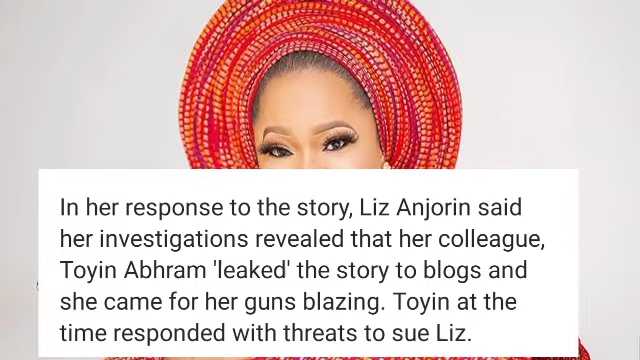 In her response to the story, Liz Anjorin said
her investigations revealed that her colleague,
Toyin Abhram 'leaked' the story to blogs and
she came for her guns blazing. Toyin at the
time responded with threats to sue Liz.